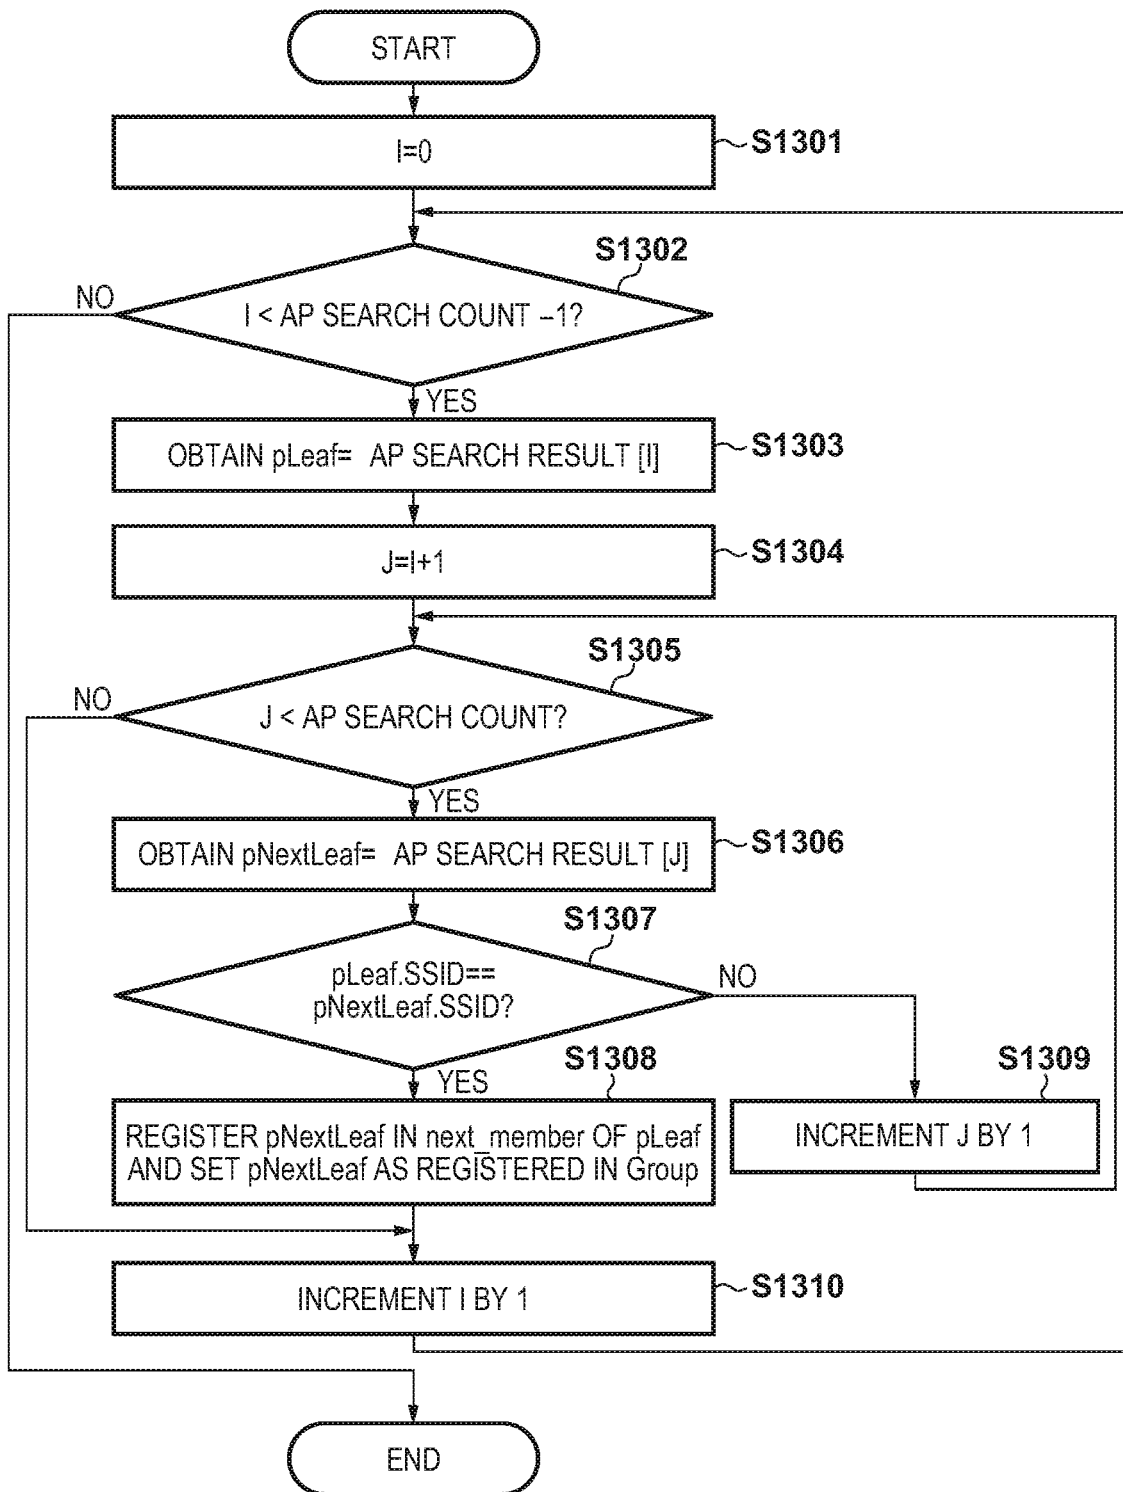 START
I=0
S1301
S1302
NO
I < AP SEARCH COUNT –1?
YES
OBTAIN pLeaf= AP SEARCH RESULT [I]
S1303
J=I+1
S1304
S1305
NO
J < AP SEARCH COUNT?
YES
OBTAIN pNextLeaf= AP SEARCH RESULT [J]
S1306
S1307
pLeaf.SSID==
pNextLeaf.SSID?
NO
YES
S1308
REGISTER pNextLeaf IN next_member OF pLeaf
AND SET pNextLeaf AS REGISTERED IN Group
S1309
INCREMENT J BY 1
INCREMENT I BY 1
S1310
END